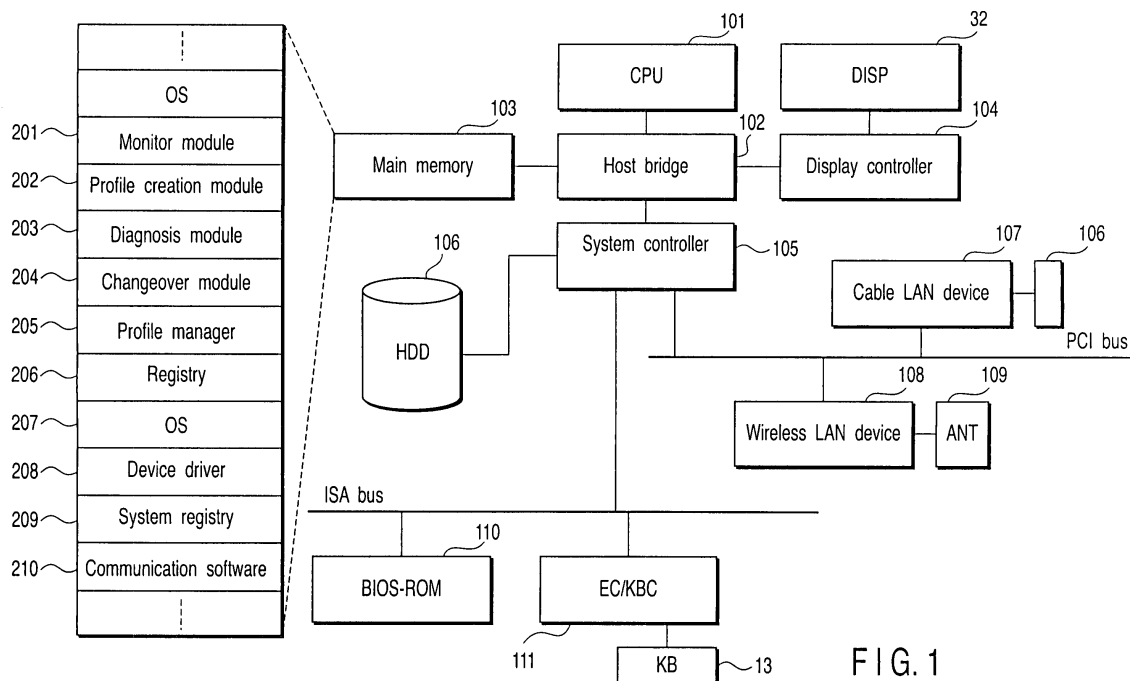 OS
201 Monitor module
202 Profile creation module
203 Diagnosis module
204 Changeover module
205 Profile manager
206 Registry
207 OS
208 Device driver
209 System registry
210 Communication software
101
CPU
32
DISP
103
Main memory
102
Host bridge
104
Display controller
System controller
105
106
HDD
107
Cable LAN device
106
PCI bus
108
Wireless LAN device
109
ANT
ISA bus
110
BIOS-ROM
EC/KBC
111
KB
13
FIG. 1